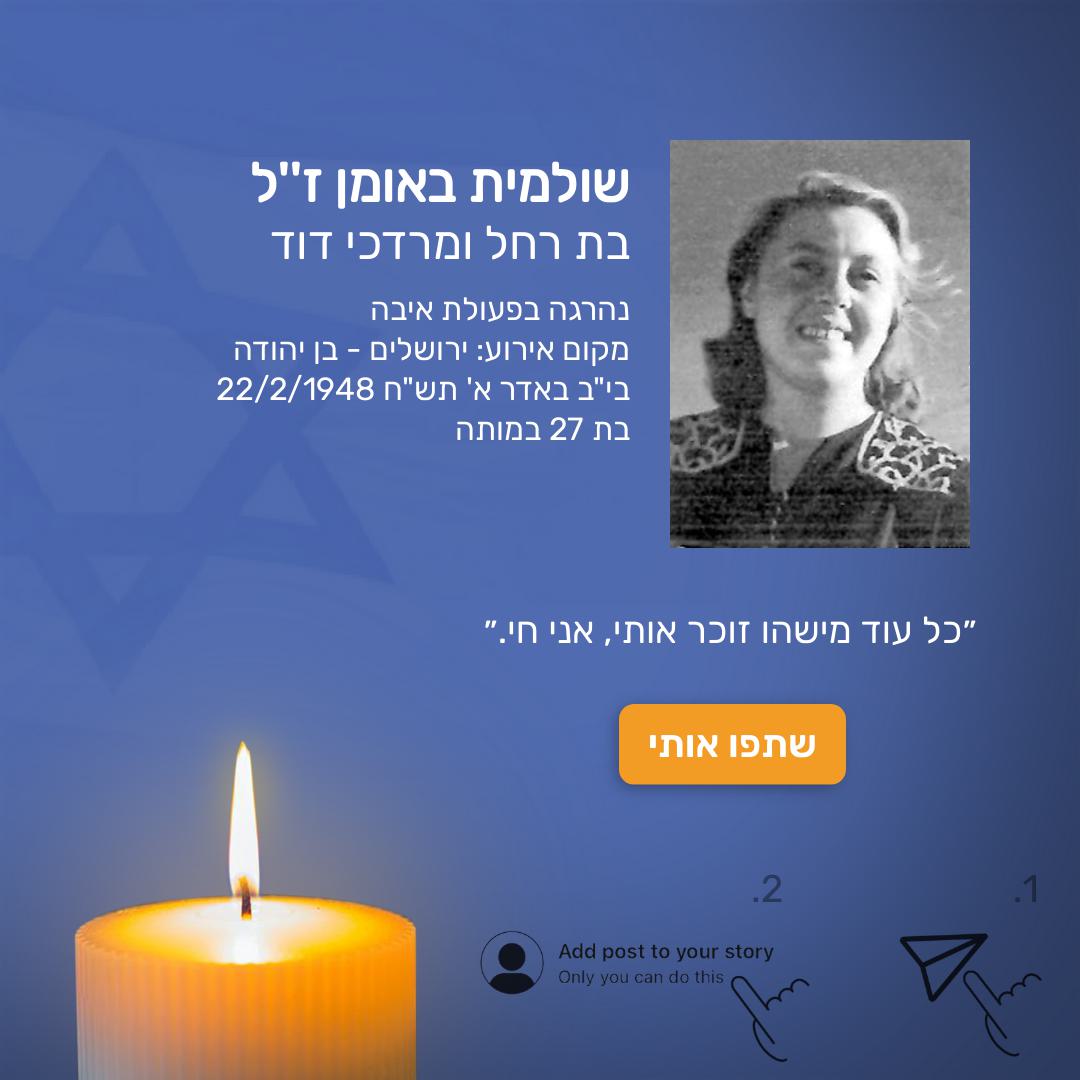 שולמית באומן ז"ל
בת רחל ומרדכי דוד
נהרגה בפעולת איבה
מקום אירוע: ירושלים - בן יהודה
בי"ב באדר א' תש"ח 22/2/1948
בת 27 במותה
״כל עוד מישהו זוכר אותי, אני חי.״
שתפו אותי
1.
2.
Add post to your story
Only you can do this